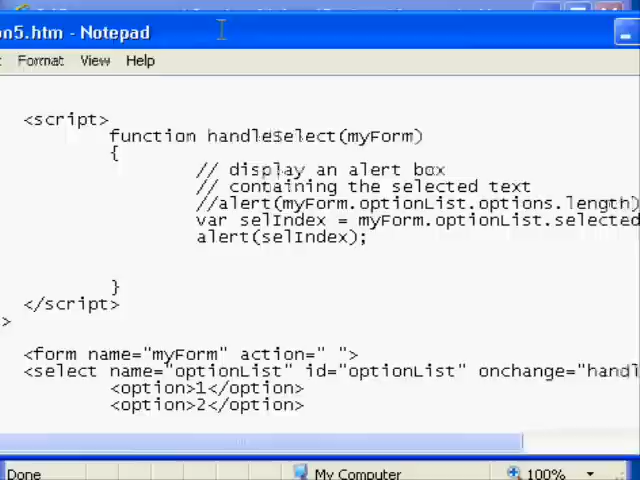 on5.htm - Notepad
Format View Help
<script>
function handleSelect(myForm)
{
// display an alert box
// containing the selected text
//alert(myForm.optionList.options.length)
var selIndex = myForm.optionList.selected
alert(selIndex);
}
</script>
>
<form name="myForm" action=" ">
<select name="optionList" id="optionList" onchange="handl
<option>1</option>
<option>2</option>
Done My Computer 100%